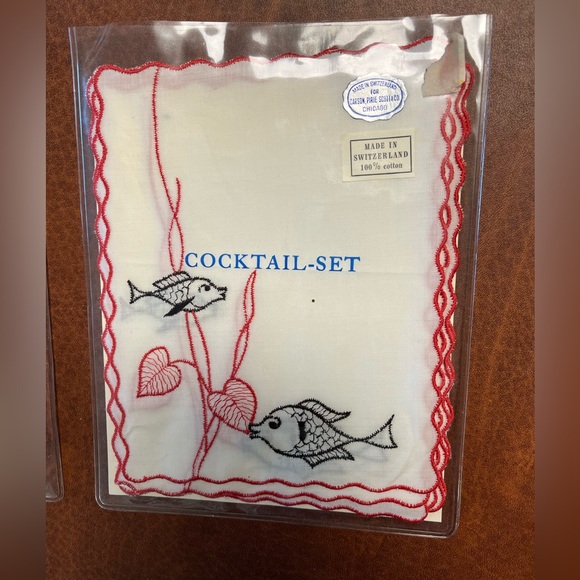 MADE IN SWITZERLAND
FOR
CARSON, PIRIE, SCOTT & CO.
CHICAGO
MADE IN
SWITZERLAND
100% cotton
COCKTAIL-SET